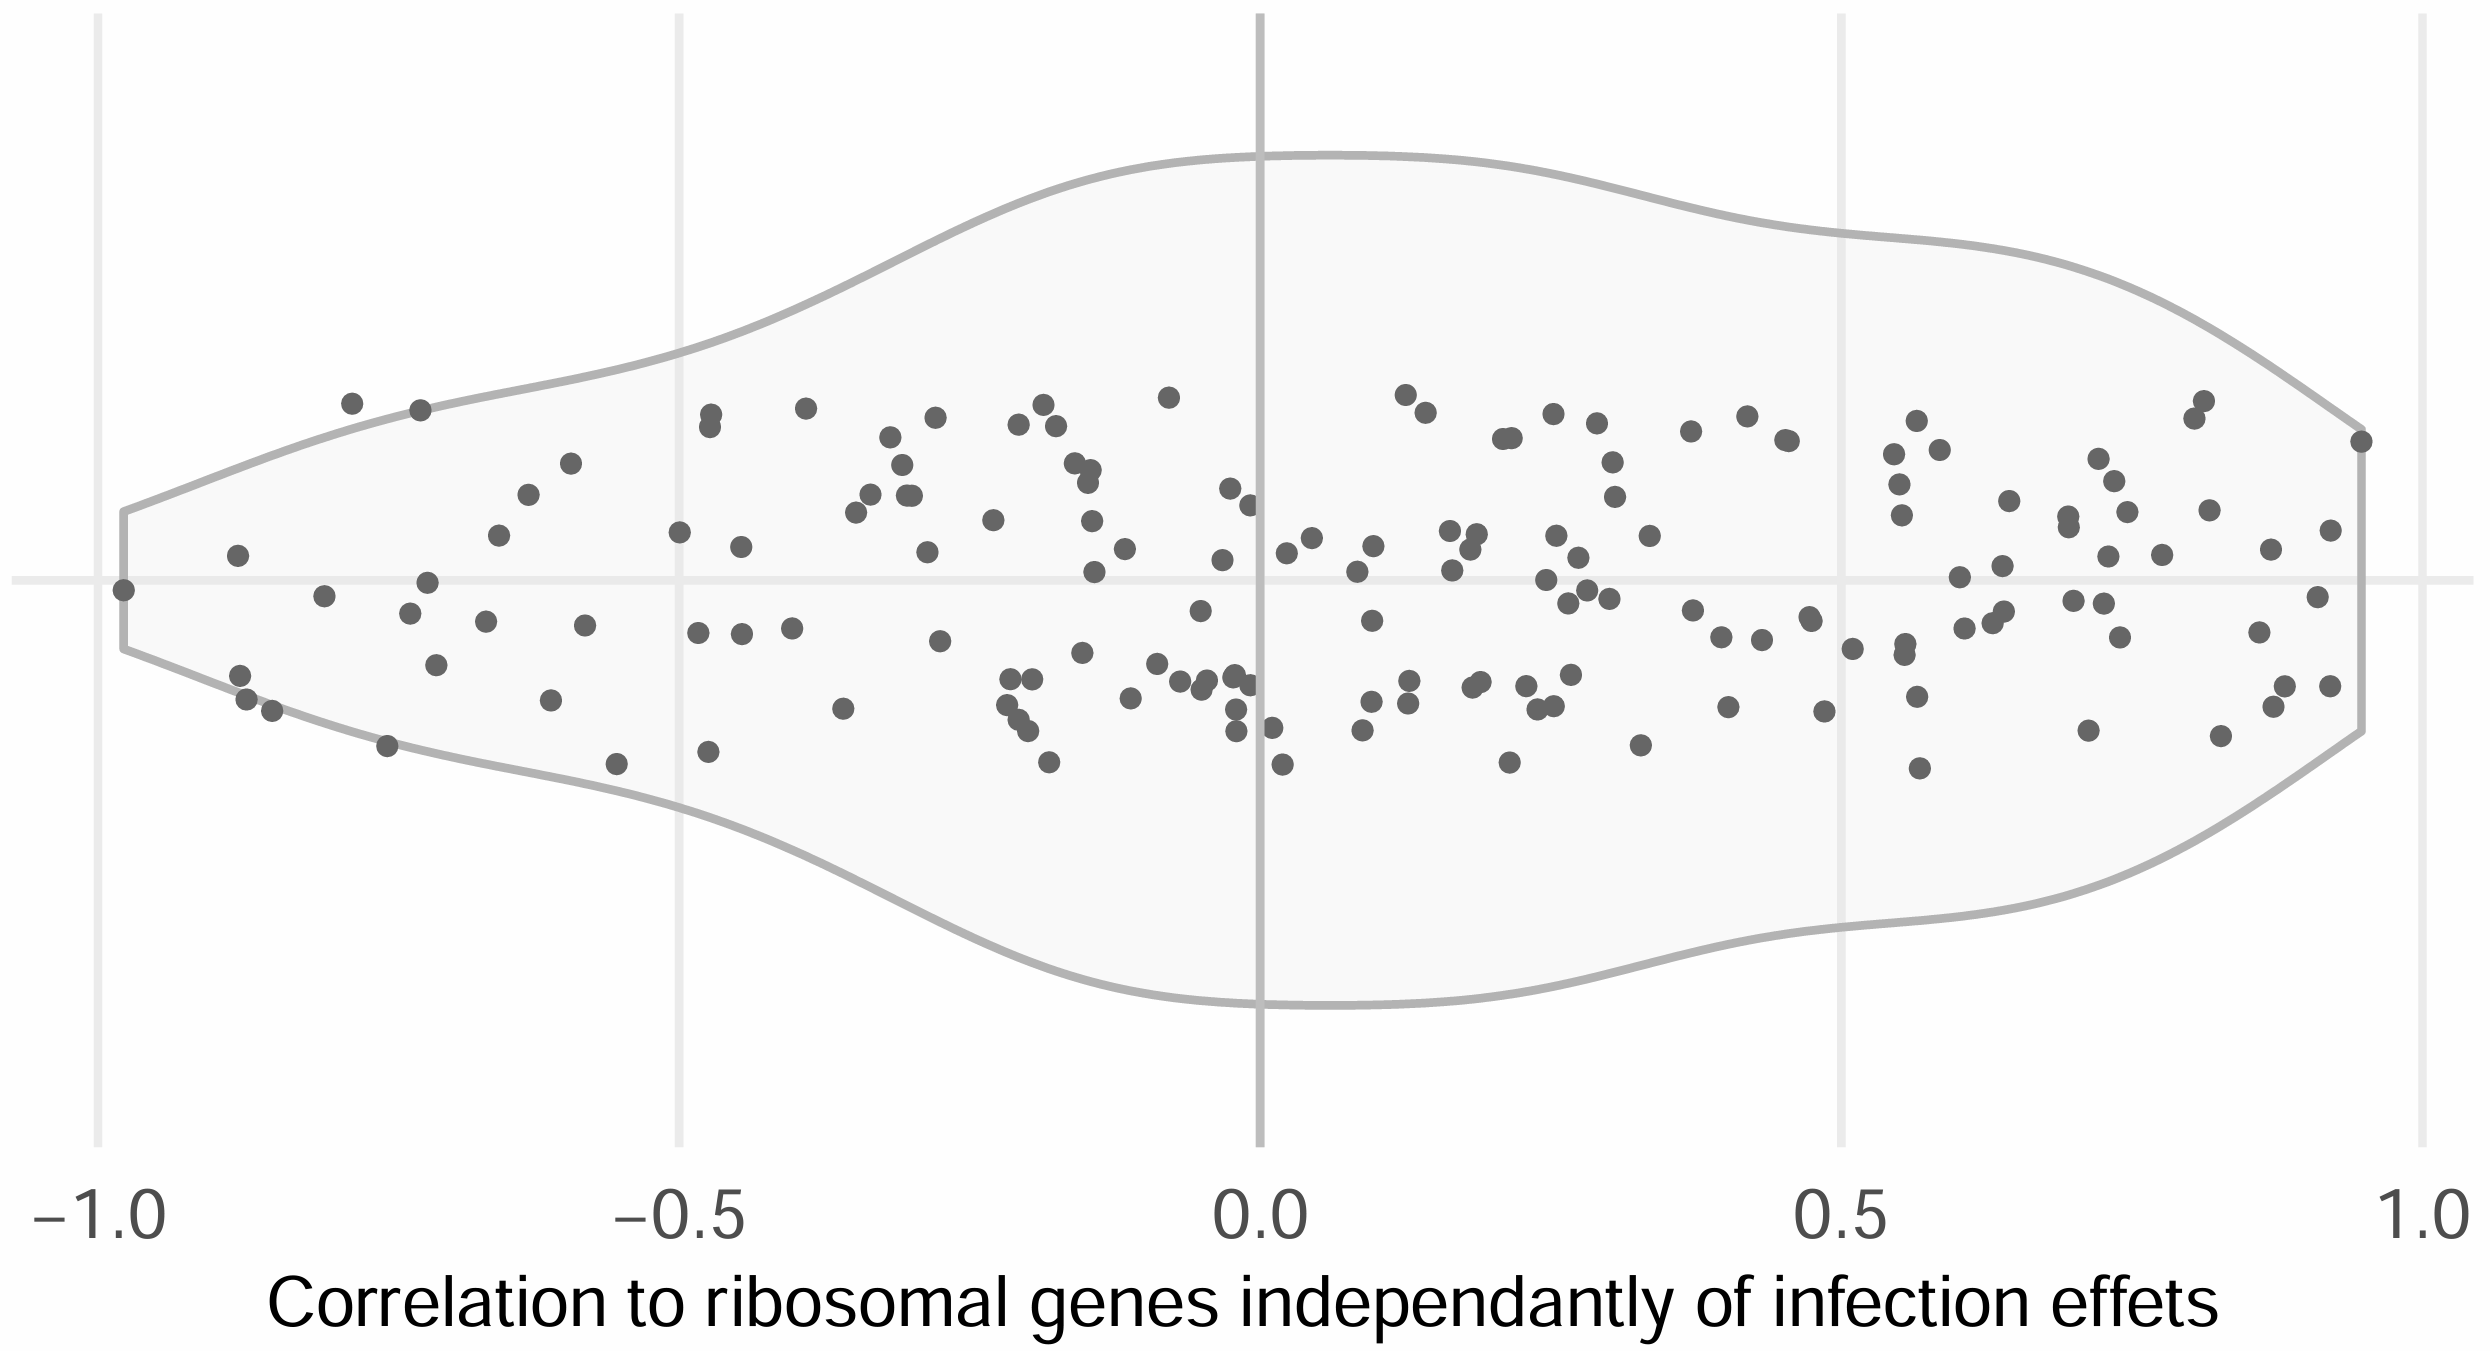 −1.0 −0.5 0.0 0.5 1.0
Correlation to ribosomal genes independantly of infection effets